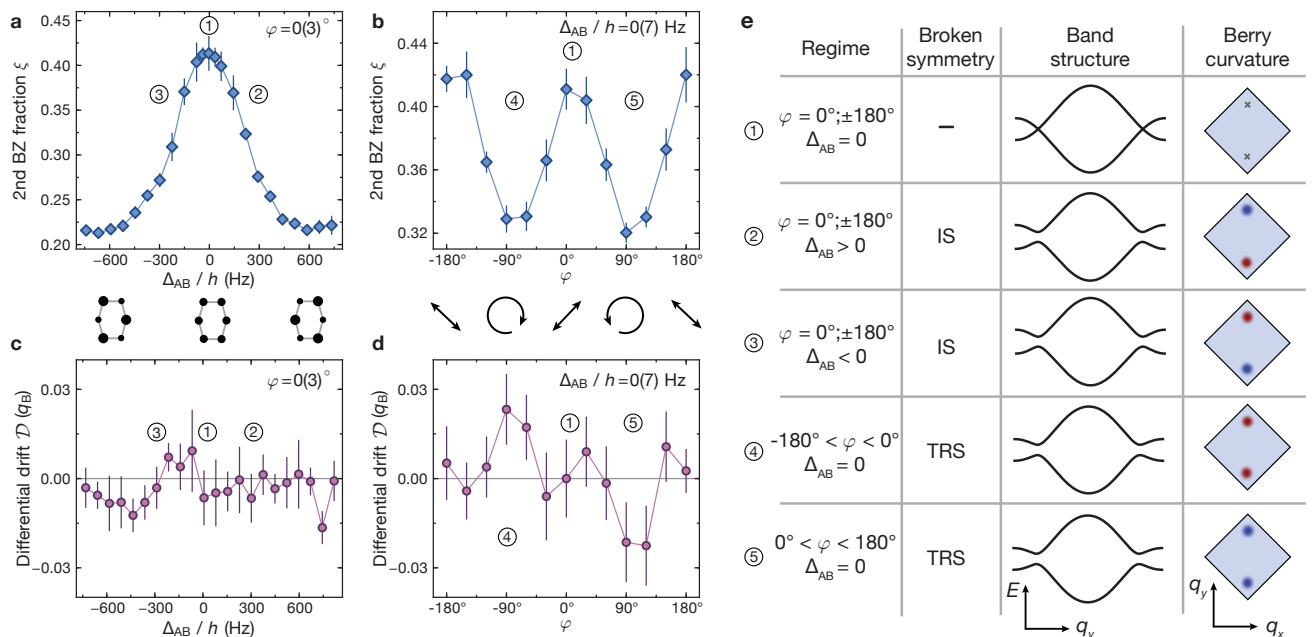 a
φ=0(3)°
2nd BZ fraction ξ
0.40
0.35
0.30
0.25
0.20
①
③
②
-600
-300
0
300
600
Δ_AB / h (Hz)
b
Δ_AB / h=0(7) Hz
2nd BZ fraction ξ
0.44
0.40
0.36
0.32
①
④
⑤
-180°
-90°
0°
90°
180°
φ
c
φ=0(3)°
Differential drift 𝒟 (q_B)
0.03
0.00
−0.03
③
①
②
−600
−300
0
300
600
Δ_AB / h (Hz)
d
Δ_AB / h=0(7) Hz
Differential drift 𝒟 (q_B)
0.03
0.00
−0.03
①
⑤
④
-180°
-90°
0°
90°
180°
φ
e
Regime
Broken
symmetry
Band
structure
Berry
curvature
①
φ = 0°;±180°
Δ_AB = 0
–
②
φ = 0°;±180°
Δ_AB > 0
IS
③
φ = 0°;±180°
Δ_AB < 0
IS
④
-180° < φ < 0°
Δ_AB = 0
TRS
⑤
0° < φ < 180°
Δ_AB = 0
TRS
E
q_y
q_y
q_x